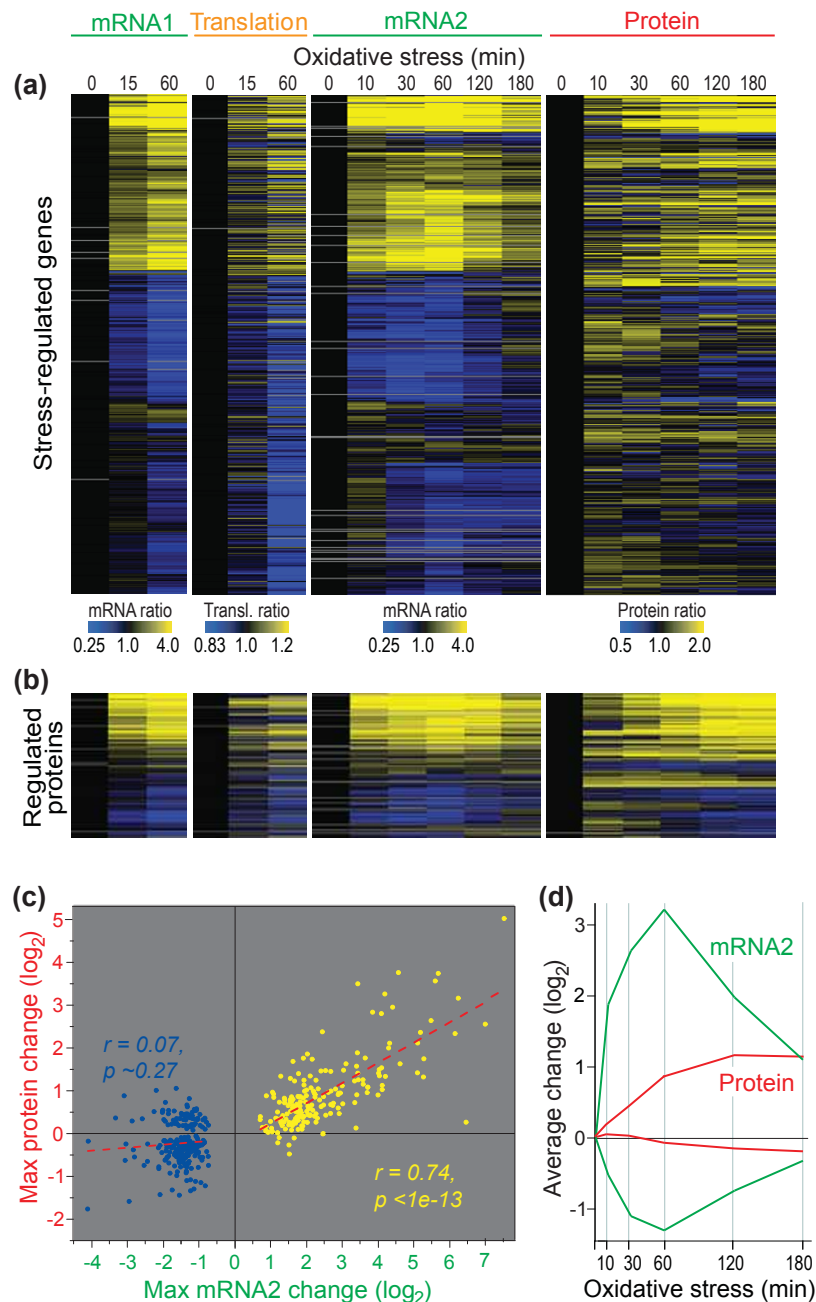 mRNA1 Translation mRNA2 Protein
Oxidative stress (min)
0 15 60 0 15 60 0 10 30 60 120 180 0 10 30 60 120 180
(a)
Stress-regulated genes
mRNA ratio Transl. ratio mRNA ratio Protein ratio
0.25 1.0 4.0 0.83 1.0 1.2 0.25 1.0 4.0 0.5 1.0 2.0
(b)
Regulated
proteins
(c)
Max protein change (log2)
5
4
3
2
1
0
-1
-2
r = 0.07,
p ~0.27
r = 0.74,
p <1e-13
-4 -3 -2 -1 0 1 2 3 4 5 6 7
Max mRNA2 change (log2)
(d)
Average change (log2)
3
2
1
0
-1
mRNA2
Protein
10 30 60 120 180
Oxidative stress (min)